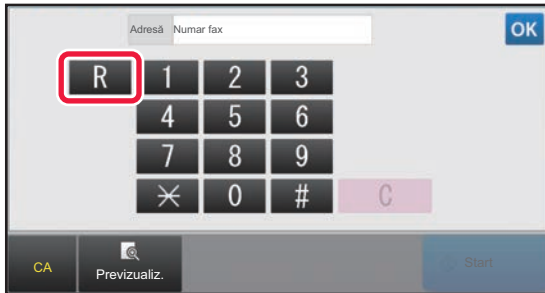 Adresă Numar fax OK
R 1 2 3
4 5 6
7 8 9
* 0 # C
CA Previzualiz. Start